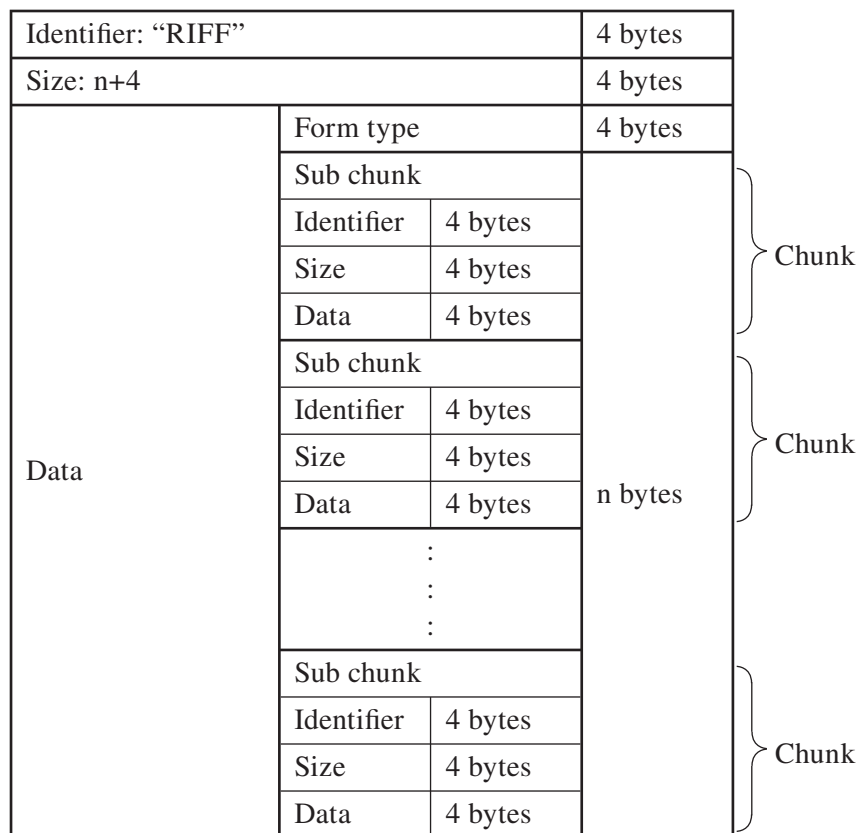 Identifier: “RIFF” 4 bytes
Size: n+4 4 bytes
Data
Form type 4 bytes
Sub chunk
Identifier 4 bytes
Size 4 bytes
Data 4 bytes
Chunk
Sub chunk
Identifier 4 bytes
Size 4 bytes
Data 4 bytes
Chunk
n bytes
:
:
:
Sub chunk
Identifier 4 bytes
Size 4 bytes
Data 4 bytes
Chunk